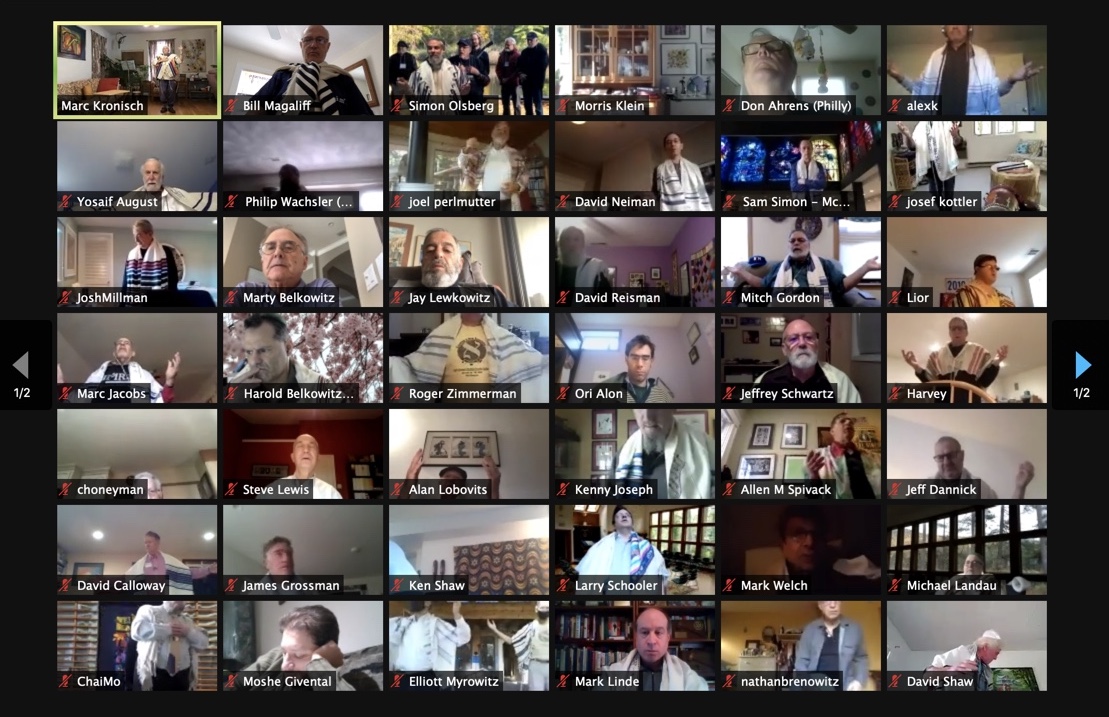 Marc Kronisch
Bill Magaliff
Simon Olsberg
Morris Klein
Don Ahrens (Philly)
alexk
Yosaif August
Philip Wachsler (...
joel perlmutter
David Neiman
Sam Simon – Mc...
josef kottler
JoshMillman
Marty Belkowitz
Jay Lewkowitz
David Reisman
Mitch Gordon
Lior
1/2
Marc Jacobs
Harold Belkowitz...
Roger Zimmerman
Ori Alon
Jeffrey Schwartz
Harvey
1/2
choneyman
Steve Lewis
Alan Lobovits
Kenny Joseph
Allen M Spivack
Jeff Dannick
David Calloway
James Grossman
Ken Shaw
Larry Schooler
Mark Welch
Michael Landau
ChaiMo
Moshe Givental
Elliott Myrowitz
Mark Linde
nathanbrenowitz
David Shaw